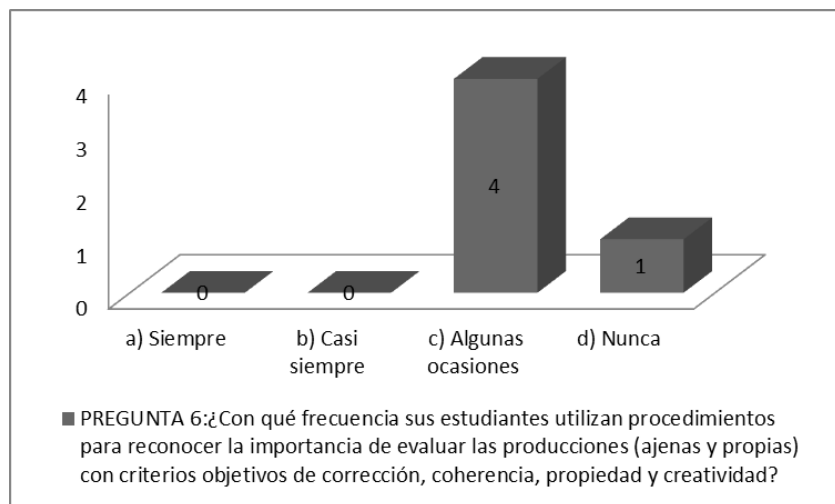 4
3
2
1
0
0
0
4
1
a) Siempre
b) Casi
siempre
c) Algunas
ocasiones
d) Nunca
PREGUNTA 6:¿Con qué frecuencia sus estudiantes utilizan procedimientos
para reconocer la importancia de evaluar las producciones (ajenas y propias)
con criterios objetivos de corrección, coherencia, propiedad y creatividad?